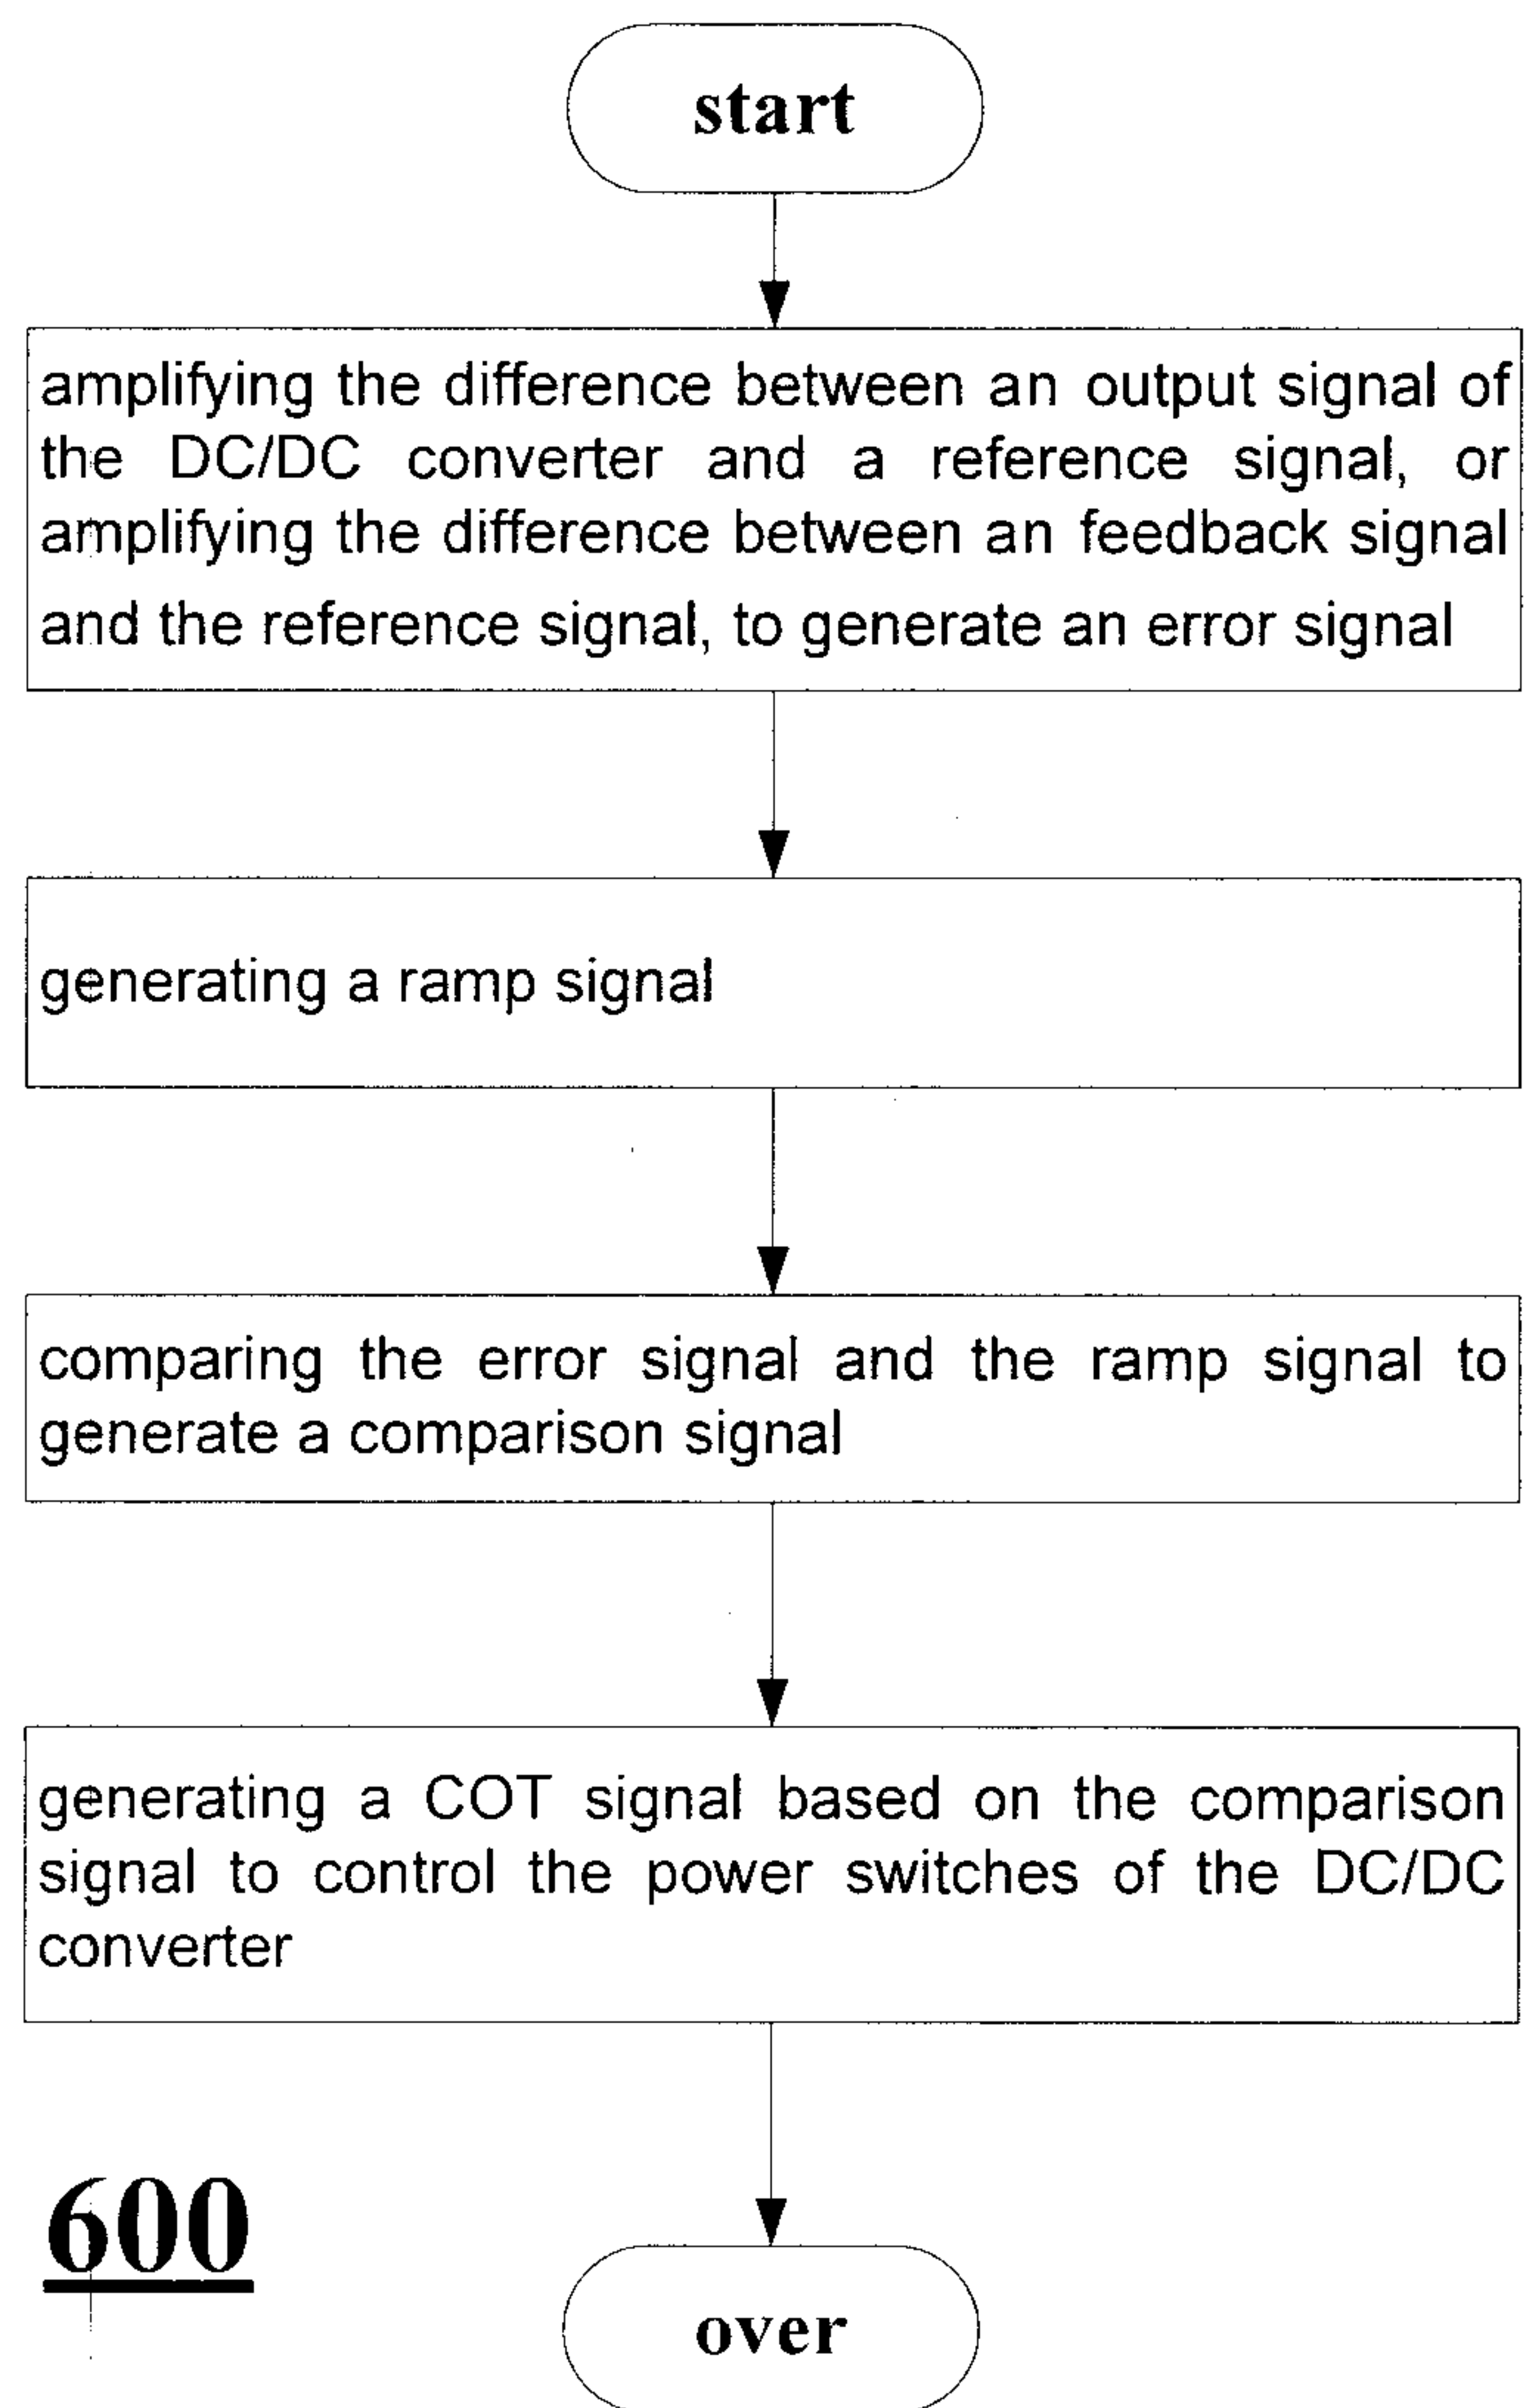 start
amplifying the difference between an output signal of
the DC/DC converter and a reference signal, or
amplifying the difference between an feedback signal
and the reference signal, to generate an error signal
generating a ramp signal
comparing the error signal and the ramp signal to
generate a comparison signal
generating a COT signal based on the comparison
signal to control the power switches of the DC/DC
converter
600
over